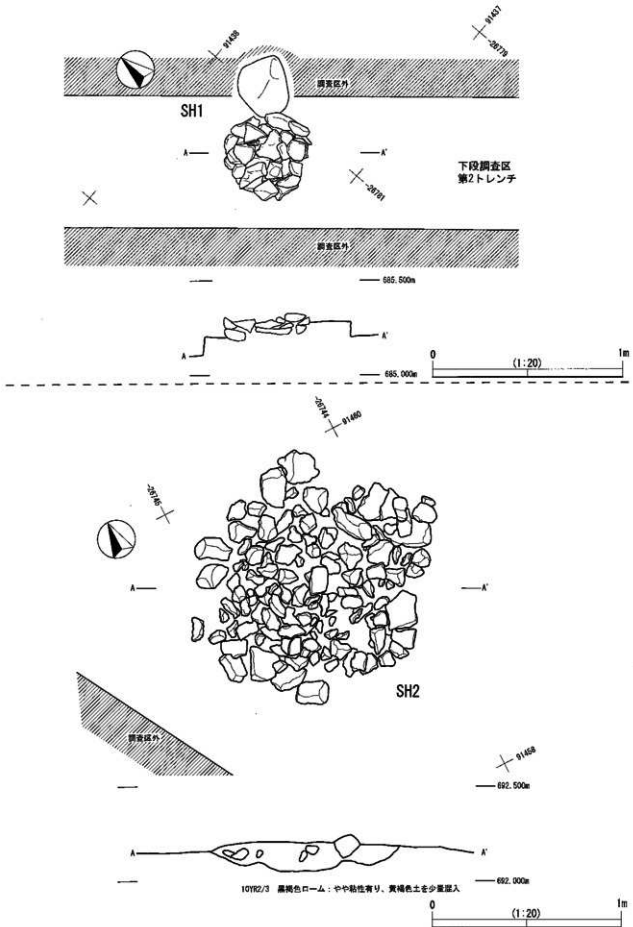 91438
91437
-26779
調査区外
SH1
A
A'
下段調査区
第2トレンチ
-26781
調査区外
685.500m
A
A'
685.000m
0
(1:20)
1m
-26744
91460
-26746
A
A'
SH2
調査区外
91458
692.500m
A
A'
692.000m
10YR2/3 黒褐色ローム：やや粘性有り、黄褐色土を少量混入
0
(1:20)
1m